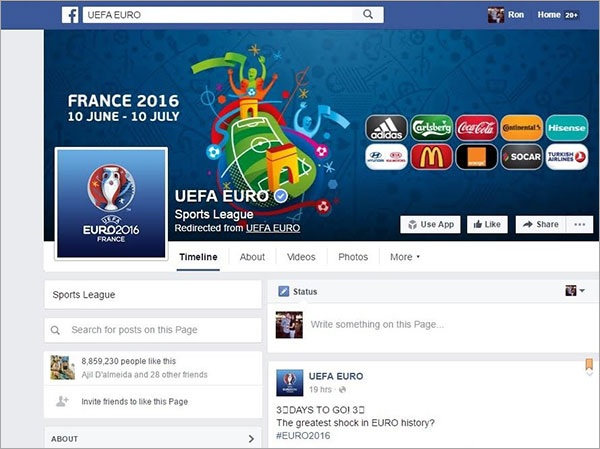 UEFA EURO
Ron
Home 20+
FRANCE 2016
10 JUNE - 10 JULY
adidas
Carlsberg
Coca-Cola
Continental
Hisense
HYUNDAI
KIA
M
orange
SOCAR
TURKISH AIRLINES
UEFA
EURO2016
FRANCE
UEFA EURO
Sports League
Redirected from UEFA EURO
Use App
Like
Share
Timeline
About
Videos
Photos
More
Sports League
Search for posts on this Page
8,859,230 people like this
Ajil D'almeida and 28 other friends
Invite friends to like this Page
ABOUT
Status
Write something on this Page...
UEFA EURO
19 hrs ·
3 DAYS TO GO! 3
The greatest shock in EURO history?
#EURO2016